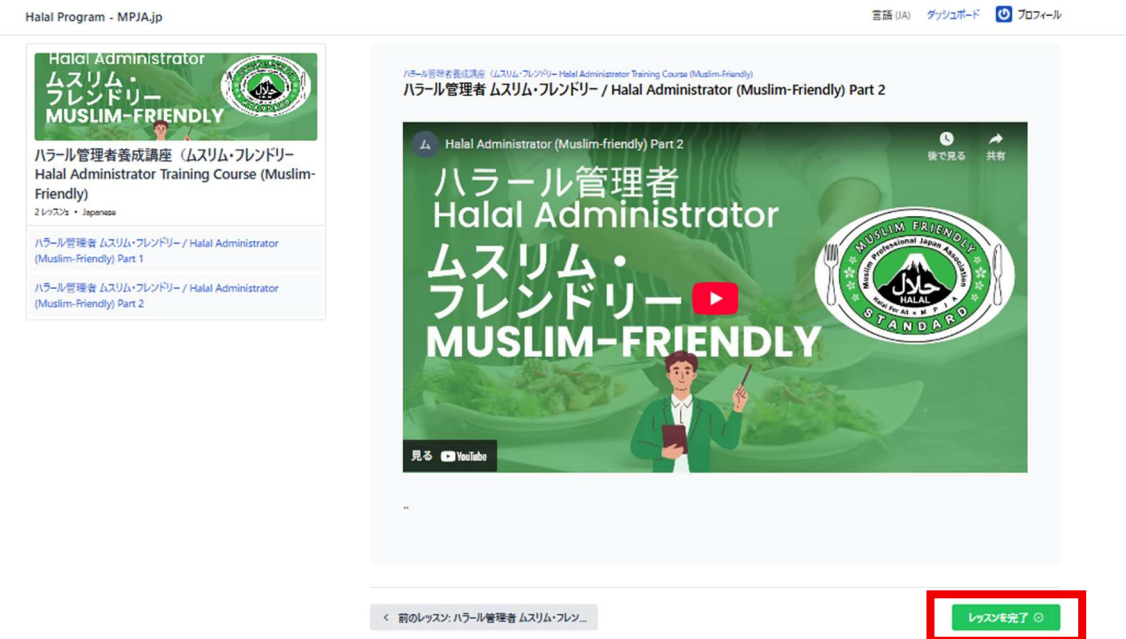 Halal Program - MPJA.jp
言語 (JA)
ダッシュボード
プロフィール
Halal Administrator
ムスリム・
フレンドリー
MUSLIM-FRIENDLY
حلال
ハラール管理者養成講座（ムスリム・フレンドリー
Halal Administrator Training Course (Muslim-
Friendly)
2 レッスンs • Japanese
ハラール管理者 ムスリム・フレンドリー / Halal Administrator
(Muslim-Friendly) Part 1
ハラール管理者 ムスリム・フレンドリー / Halal Administrator
(Muslim-Friendly) Part 2
ハラール管理者養成講座（ムスリム・フレンドリー Halal Administrator Training Course (Muslim-Friendly)
ハラール管理者 ムスリム・フレンドリー / Halal Administrator (Muslim-Friendly) Part 2
ム
Halal Administrator (Muslim-friendly) Part 2
後で見る
共有
ハラール管理者
Halal Administrator
ムスリム・
フレンドリー
MUSLIM-FRIENDLY
MUSLIM FRIENDLY
Muslim Professional Japan Association
حلال
HALAL
Halal For All • M P J A
STANDARD
見る YouTube
..
< 前のレッスン: ハラール管理者 ムスリム・フレン...
レッスンを完了